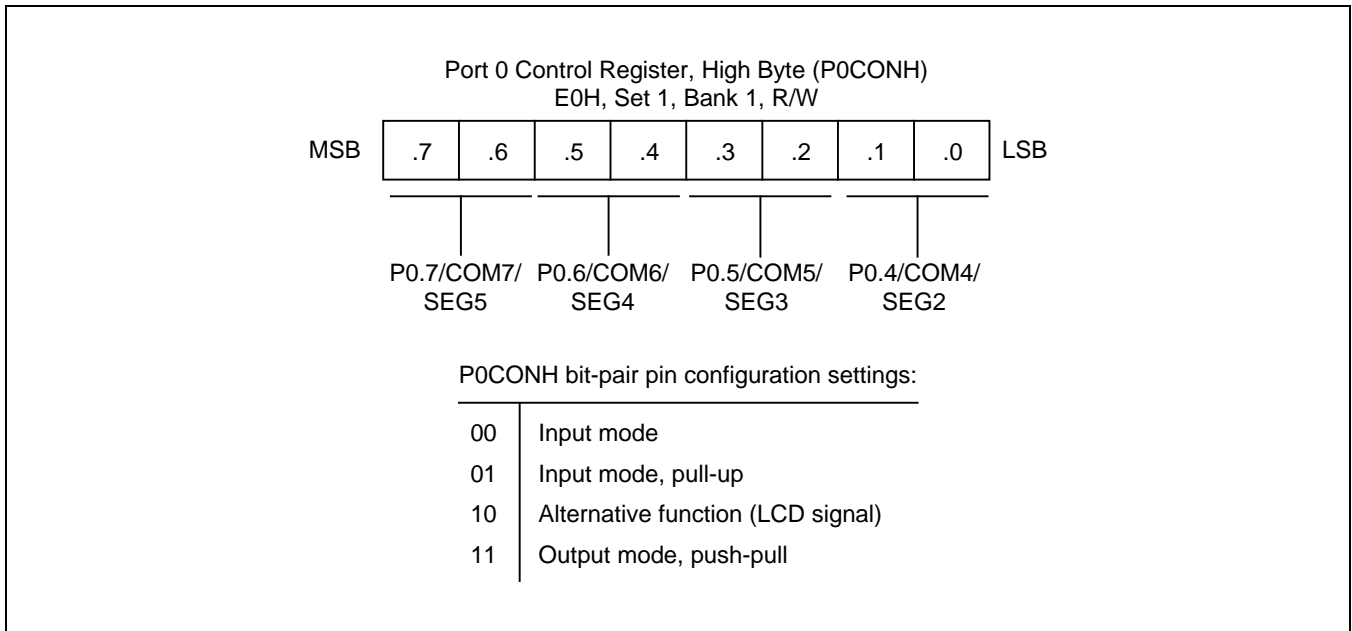 Port 0 Control Register, High Byte (P0CONH)
E0H, Set 1, Bank 1, R/W
MSB .7 .6 .5 .4 .3 .2 .1 .0 LSB
P0.7/COM7/ P0.6/COM6/ P0.5/COM5/ P0.4/COM4/
SEG5 SEG4 SEG3 SEG2
P0CONH bit-pair pin configuration settings:
00 Input mode
01 Input mode, pull-up
10 Alternative function (LCD signal)
11 Output mode, push-pull